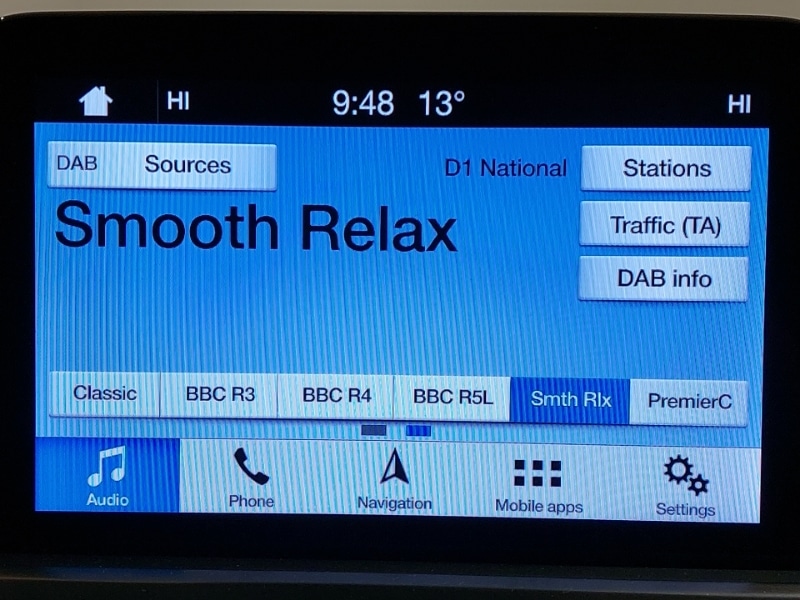 HI 9:48 13° HI
DAB Sources D1 National Stations
Smooth Relax
Traffic (TA)
DAB info
Classic BBC R3 BBC R4 BBC R5L Smth Rlx PremierC
Audio Phone Navigation Mobile apps Settings